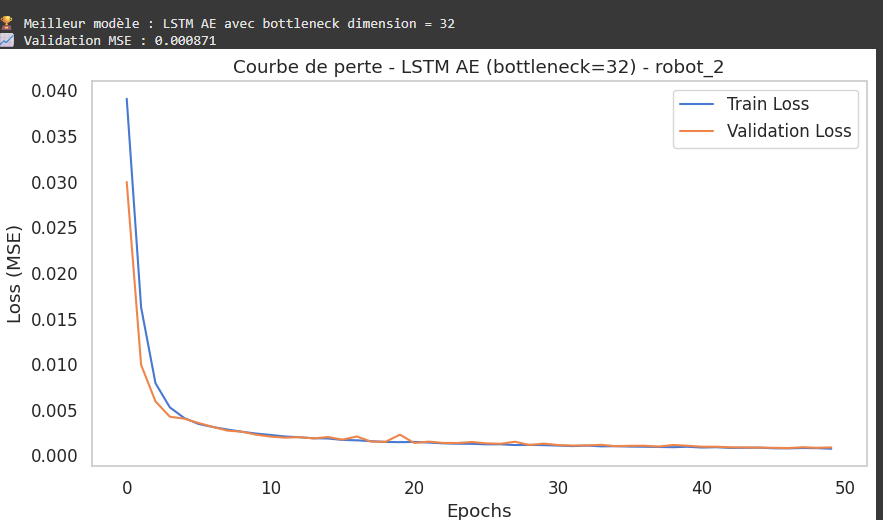 🏆 Meilleur modèle : LSTM AE avec bottleneck dimension = 32
📈 Validation MSE : 0.000871
Courbe de perte - LSTM AE (bottleneck=32) - robot_2
Train Loss
Validation Loss
Loss (MSE)
0.040
0.035
0.030
0.025
0.020
0.015
0.010
0.005
0.000
0 10 20 30 40 50
Epochs